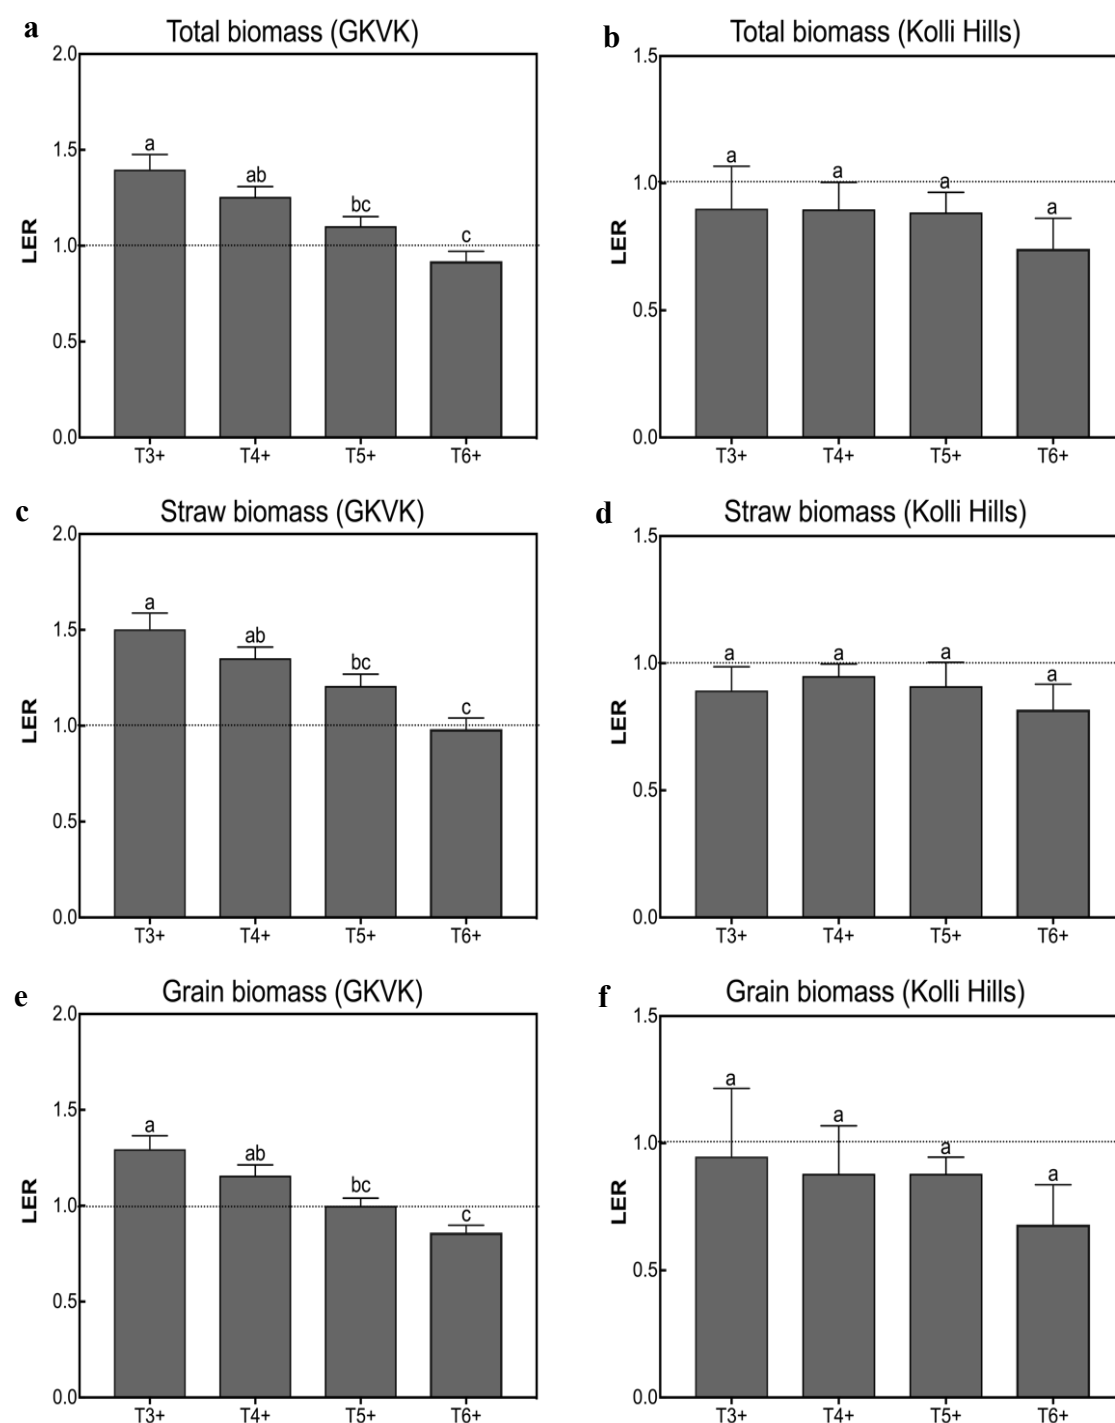 a Total biomass (GKVK)
2.0
1.5
1.0
0.5
0.0
LER
a
ab
bc
c
T3+ T4+ T5+ T6+
b Total biomass (Kolli Hills)
1.5
1.0
0.5
0.0
LER
a
a
a
a
T3+ T4+ T5+ T6+
c Straw biomass (GKVK)
2.0
1.5
1.0
0.5
0.0
LER
a
ab
bc
c
T3+ T4+ T5+ T6+
d Straw biomass (Kolli Hills)
1.5
1.0
0.5
0.0
LER
a
a
a
a
T3+ T4+ T5+ T6+
e Grain biomass (GKVK)
2.0
1.5
1.0
0.5
0.0
LER
a
ab
bc
c
T3+ T4+ T5+ T6+
f Grain biomass (Kolli Hills)
1.5
1.0
0.5
0.0
LER
a
a
a
a
T3+ T4+ T5+ T6+